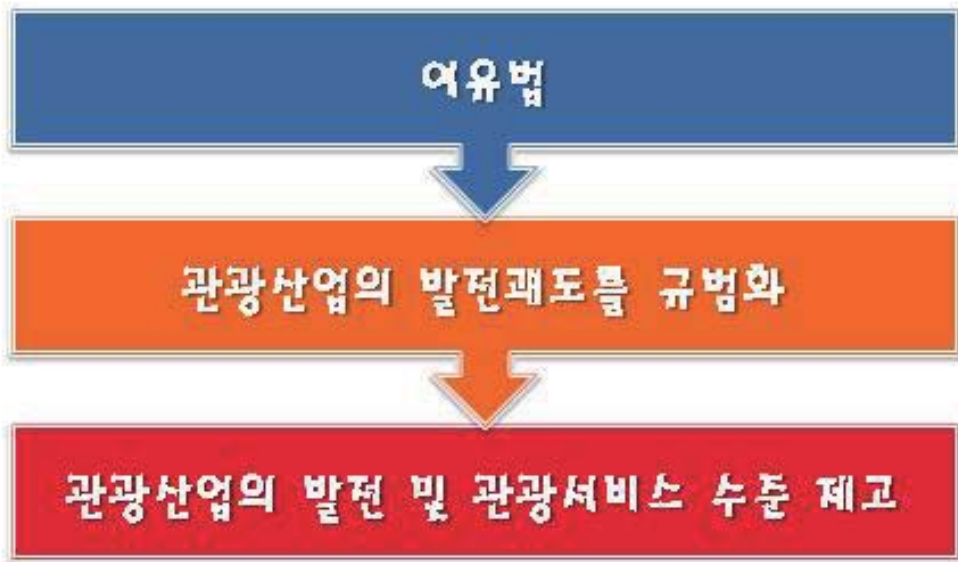 여유법
관광산업의 발전괘도를 규범화
관광산업의 발전 및 관광서비스 수준 제고